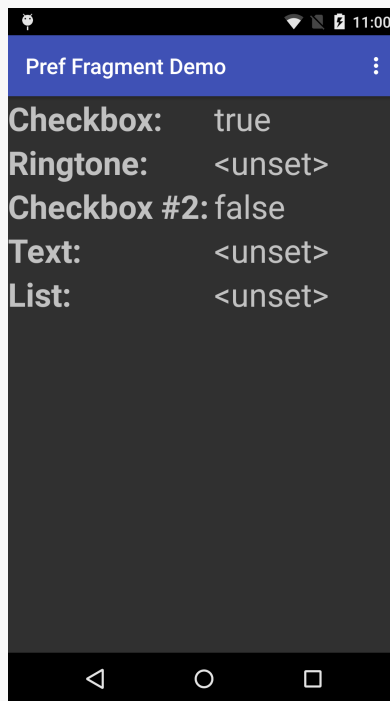 11:00
Pref Fragment Demo
Checkbox: true
Ringtone: <unset>
Checkbox #2: false
Text: <unset>
List: <unset>